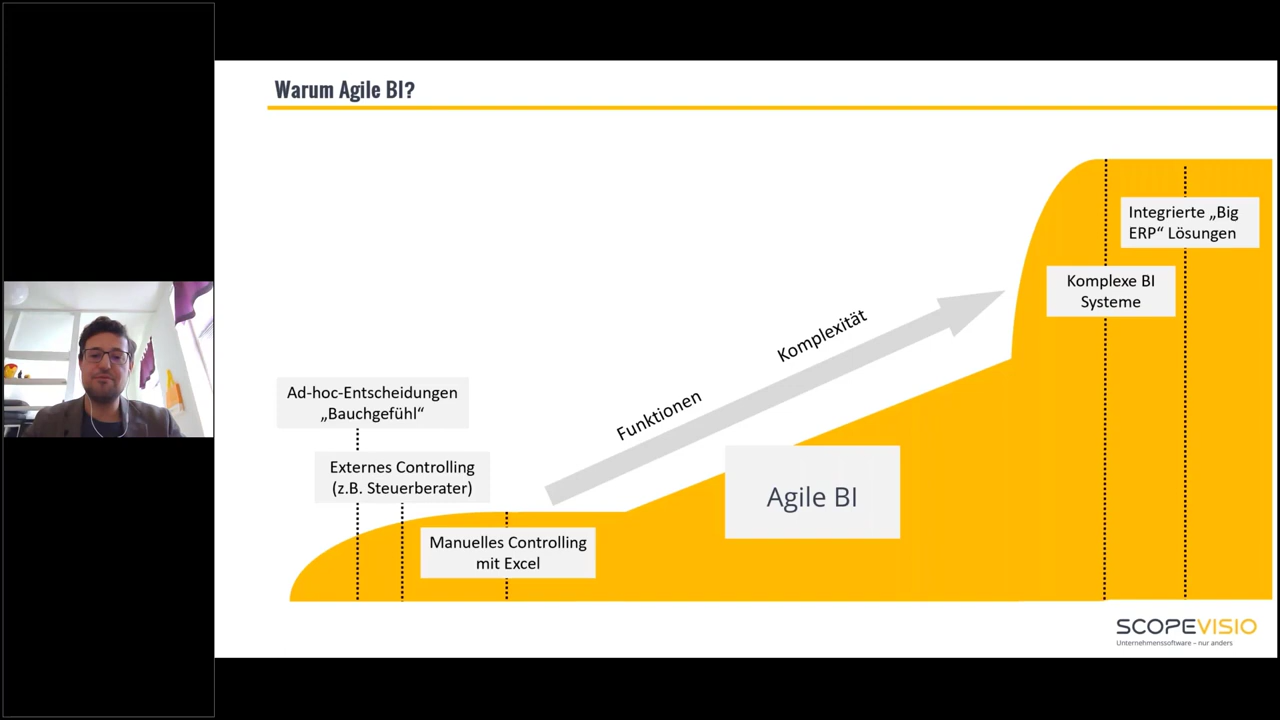 Warum Agile BI?
Integrierte „Big
ERP“ Lösungen
Komplexe BI
Systeme
Komplexität
Funktionen
Ad-hoc-Entscheidungen
„Bauchgefühl“
Externes Controlling
(z.B. Steuerberater)
Agile BI
Manuelles Controlling
mit Excel
SCOPEVISIO
Unternehmenssoftware – nur anders